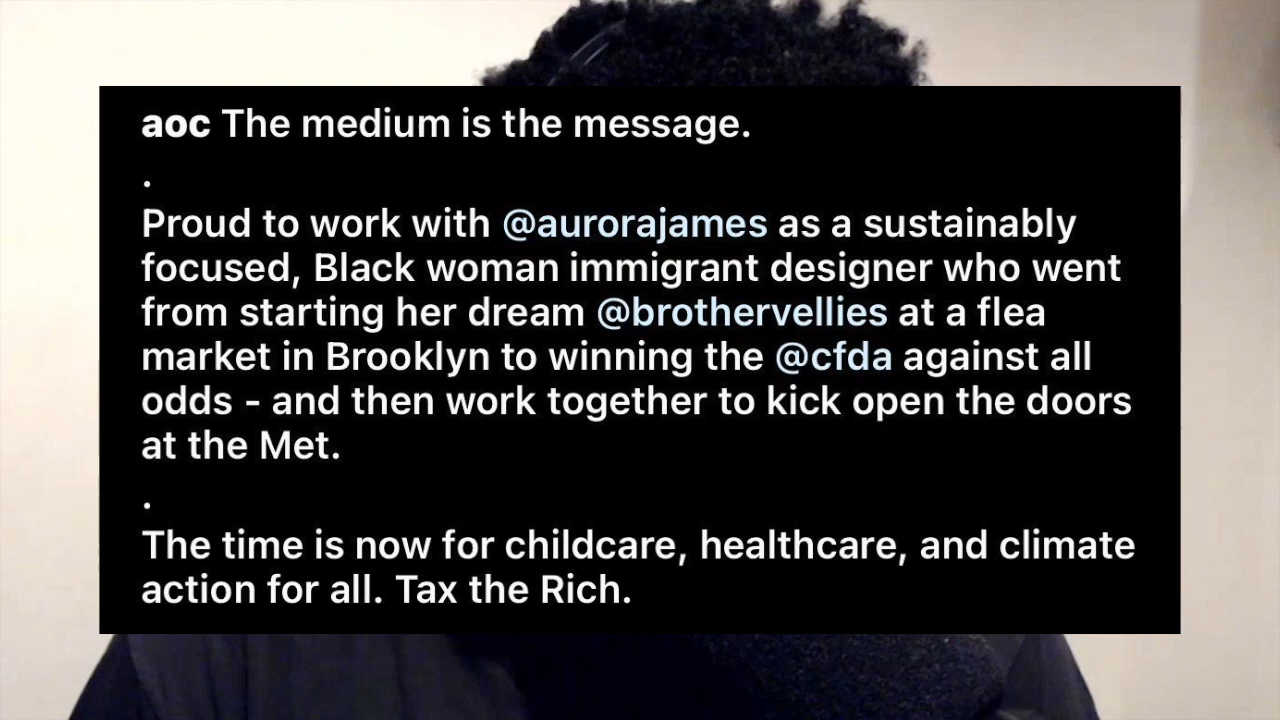 aoc The medium is the message.
.
Proud to work with @aurorajames as a sustainably
focused, Black woman immigrant designer who went
from starting her dream @brothervellies at a flea
market in Brooklyn to winning the @cfda against all
odds - and then work together to kick open the doors
at the Met.
.
The time is now for childcare, healthcare, and climate
action for all. Tax the Rich.